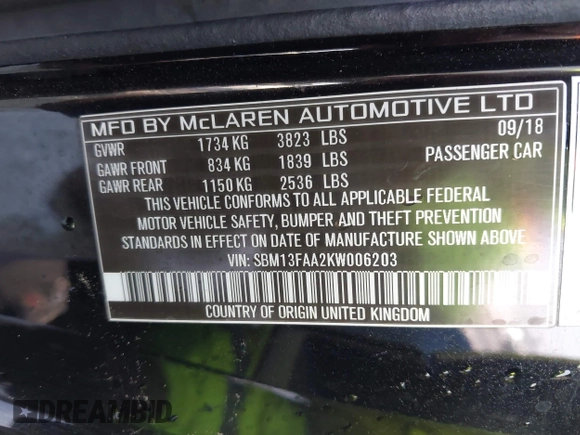 MFD BY McLAREN AUTOMOTIVE LTD
GVWR 1734 KG 3823 LBS 09/18
GAWR FRONT 834 KG 1839 LBS PASSENGER CAR
GAWR REAR 1150 KG 2536 LBS
THIS VEHICLE CONFORMS TO ALL APPLICABLE FEDERAL
MOTOR VEHICLE SAFETY, BUMPER AND THEFT PREVENTION
STANDARDS IN EFFECT ON DATE OF MANUFACTURE SHOWN ABOVE
VIN: SBM13FAA2KW006203
COUNTRY OF ORIGIN UNITED KINGDOM
DREAMBID